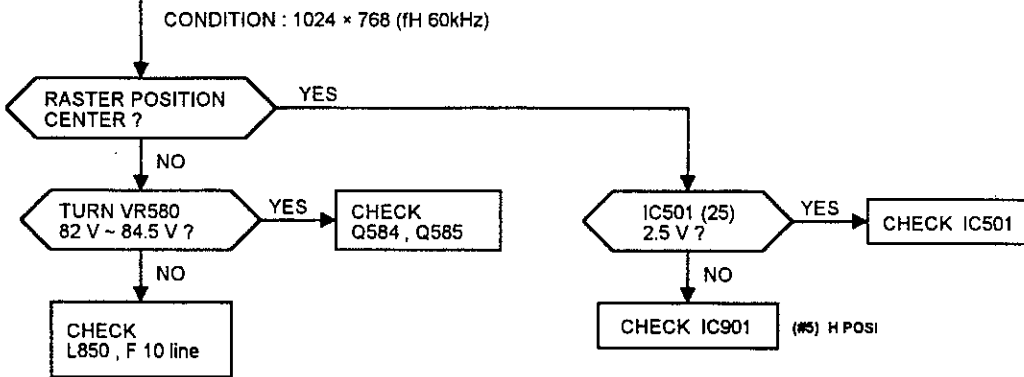 CONDITION : 1024 × 768 (fH 60kHz)
RASTER POSITION
CENTER ?
YES
NO
TURN VR580
82 V ~ 84.5 V ?
YES
CHECK
Q584 , Q585
IC501 (25)
2.5 V ?
YES
CHECK IC501
NO
NO
CHECK
L850 , F 10 line
CHECK IC901
(#5) H POSI